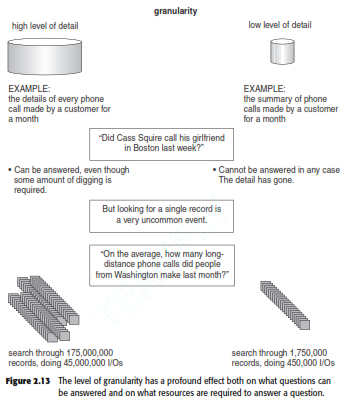 granularity
high level of detail
low level of detail
EXAMPLE:
the details of every phone
call made by a customer for
a month
EXAMPLE:
the summary of phone
calls made by a customer
for a month
“Did Cass Squire call his girlfriend
in Boston last week?”
• Can be answered, even though
some amount of digging is
required.
• Cannot be answered in any case
The detail has gone.
But looking for a single record is
a very uncommon event.
“On the average, how many long-
distance phone calls did people
from Washington make last month?”
search through 175,000,000
records, doing 45,000,000 I/Os
search through 1,750,000
records, doing 450,000 I/Os
Figure 2.13 The level of granularity has a profound effect both on what questions can
be answered and on what resources are required to answer a question.